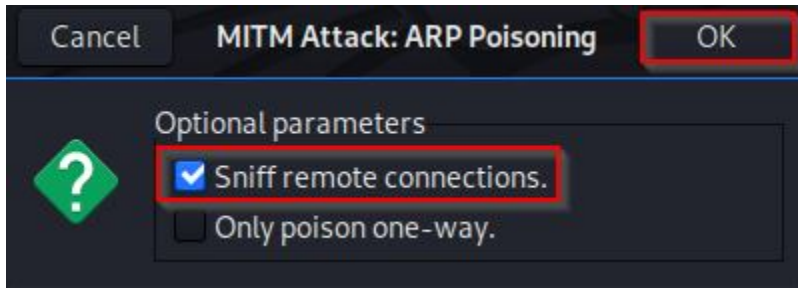 Cancel MITM Attack: ARP Poisoning OK
Optional parameters
Sniff remote connections.
Only poison one-way.